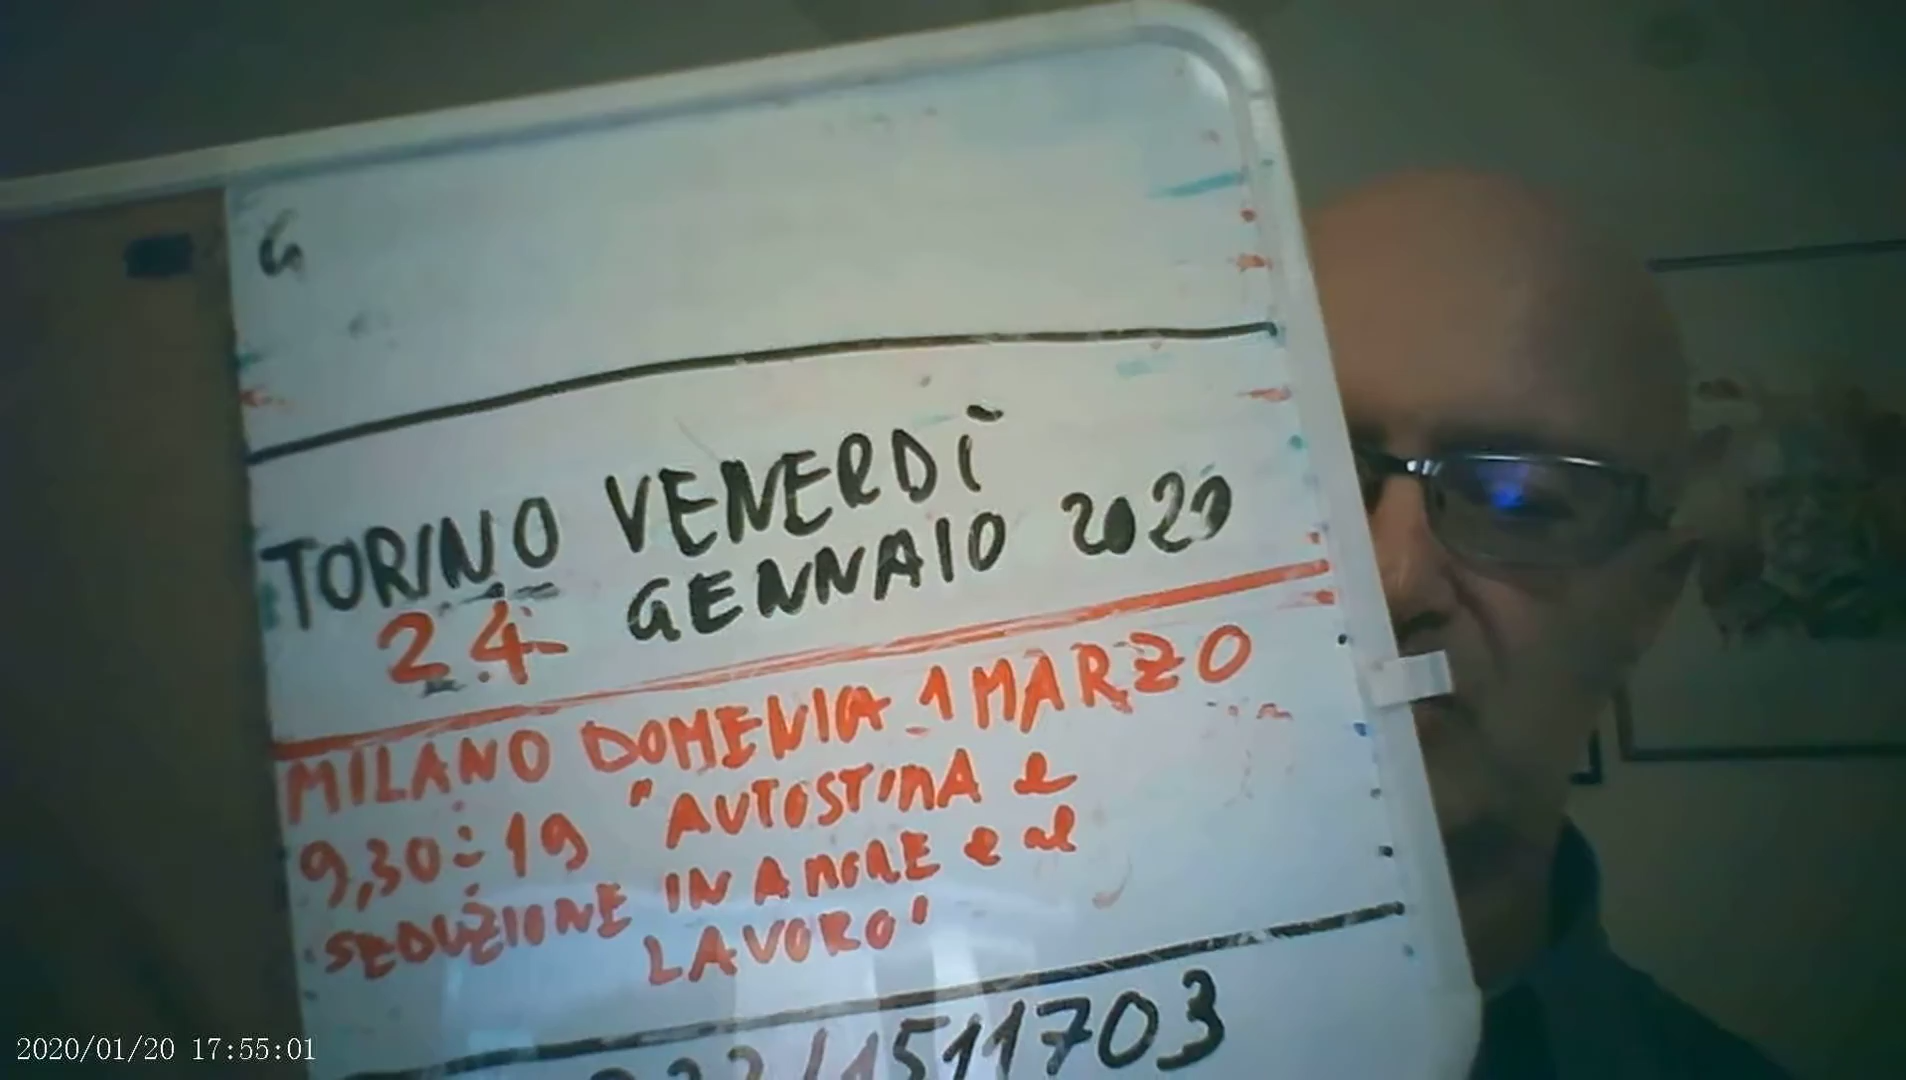 G
TORINO VENERDÌ
24 GENNAIO 2020
MILANO DOMENIA 1 MARZO
9,30÷19 "AUTOSTIMA e
SEDUZIONE IN AMORE e al
LAVORO"
1511703
2020/01/20 17:55:01